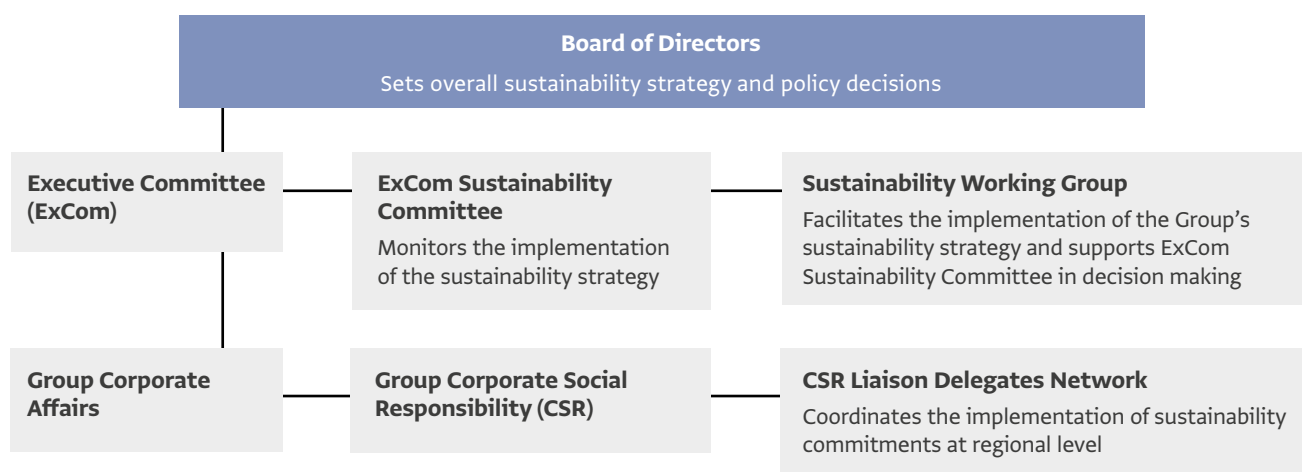 Board of Directors
Sets overall sustainability strategy and policy decisions
Executive Committee
(ExCom)
ExCom Sustainability
Committee
Monitors the implementation
of the sustainability strategy
Sustainability Working Group
Facilitates the implementation of the Group’s
sustainability strategy and supports ExCom
Sustainability Committee in decision making
Group Corporate
Affairs
Group Corporate Social
Responsibility (CSR)
CSR Liaison Delegates Network
Coordinates the implementation of sustainability
commitments at regional level